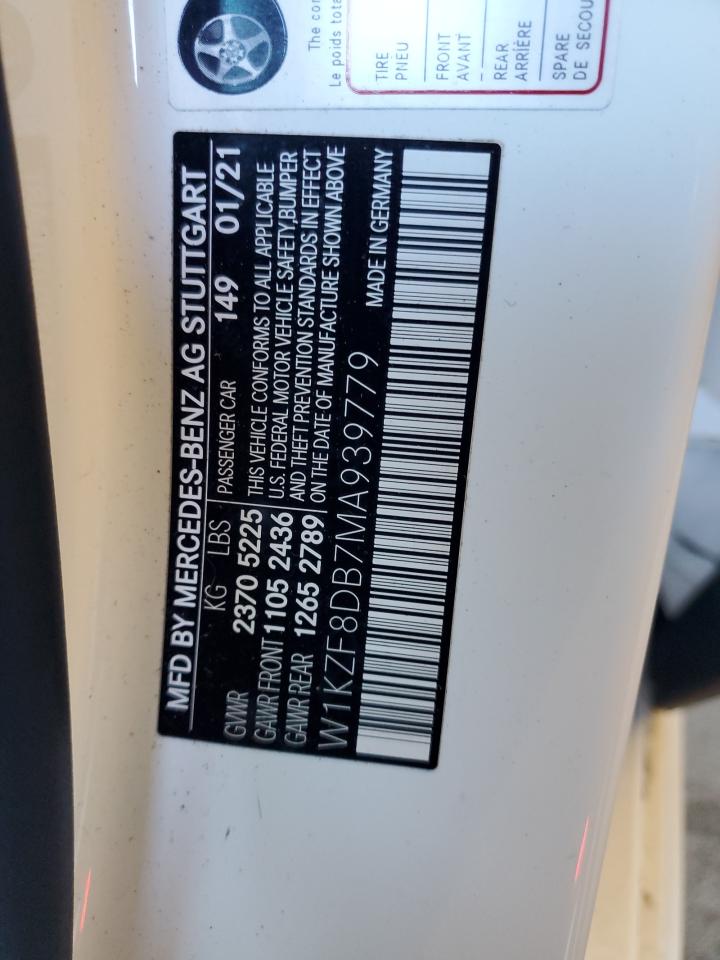 The cor
Le poids tota
TIRE
PNEU
FRONT
AVANT
REAR
ARRIÈRE
SPARE
DE SECOU
MFD BY MERCEDES-BENZ AG STUTTGART
KG LBS PASSENGER CAR 149 01/21
GVWR 2370 5225 THIS VEHICLE CONFORMS TO ALL APPLICABLE
GAWR FRONT 1105 2436 U.S. FEDERAL MOTOR VEHICLE SAFETY,BUMPER
GAWR REAR 1265 2789 AND THEFT PREVENTION STANDARDS IN EFFECT
ON THE DATE OF MANUFACTURE SHOWN ABOVE
W1KZF8DB7MA939779 MADE IN GERMANY